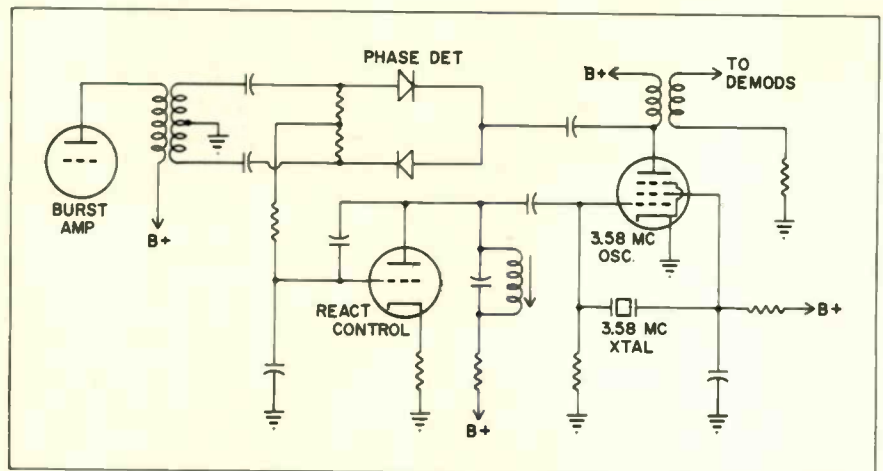 PHASE DET
B+
TO
DEMODS
BURST
AMP
B+
3.58 MC
OSC.
REACT
CONTROL
3.58 MC
XTAL
B+
B+